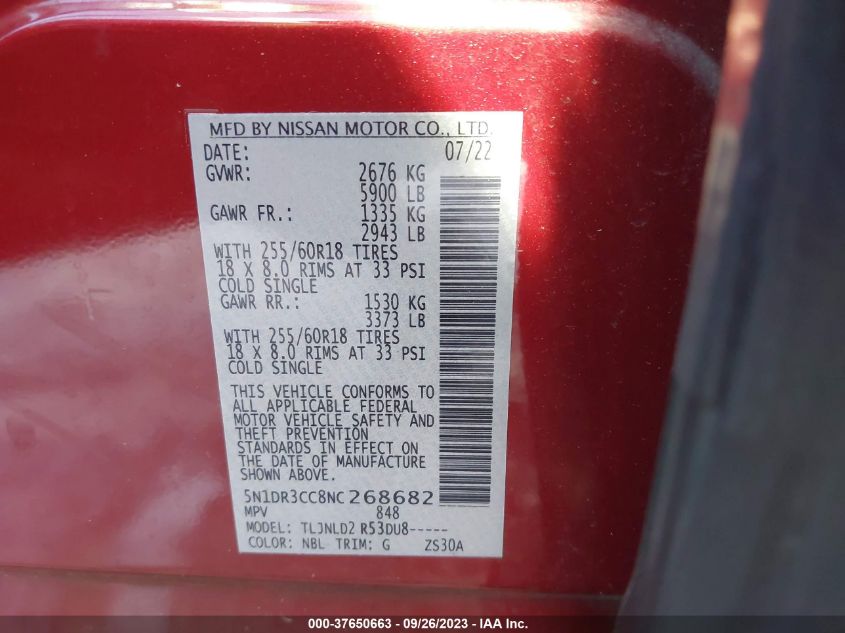 MFD BY NISSAN MOTOR CO., LTD.
DATE: 07/22
GVWR: 2676 KG
5900 LB
GAWR FR.: 1335 KG
2943 LB
WITH 255/60R18 TIRES
18 X 8.0 RIMS AT 33 PSI
COLD SINGLE
GAWR RR.: 1530 KG
3373 LB
WITH 255/60R18 TIRES
18 X 8.0 RIMS AT 33 PSI
COLD SINGLE
THIS VEHICLE CONFORMS TO
ALL APPLICABLE FEDERAL
MOTOR VEHICLE SAFETY AND
THEFT PREVENTION
STANDARDS IN EFFECT ON
THE DATE OF MANUFACTURE
SHOWN ABOVE.
5N1DR3CC8NC268682
MPV 848
MODEL: TLJNLD2 R53DU8-----
COLOR: NBL TRIM: G ZS30A
000-37650663 - 09/26/2023 - IAA Inc.